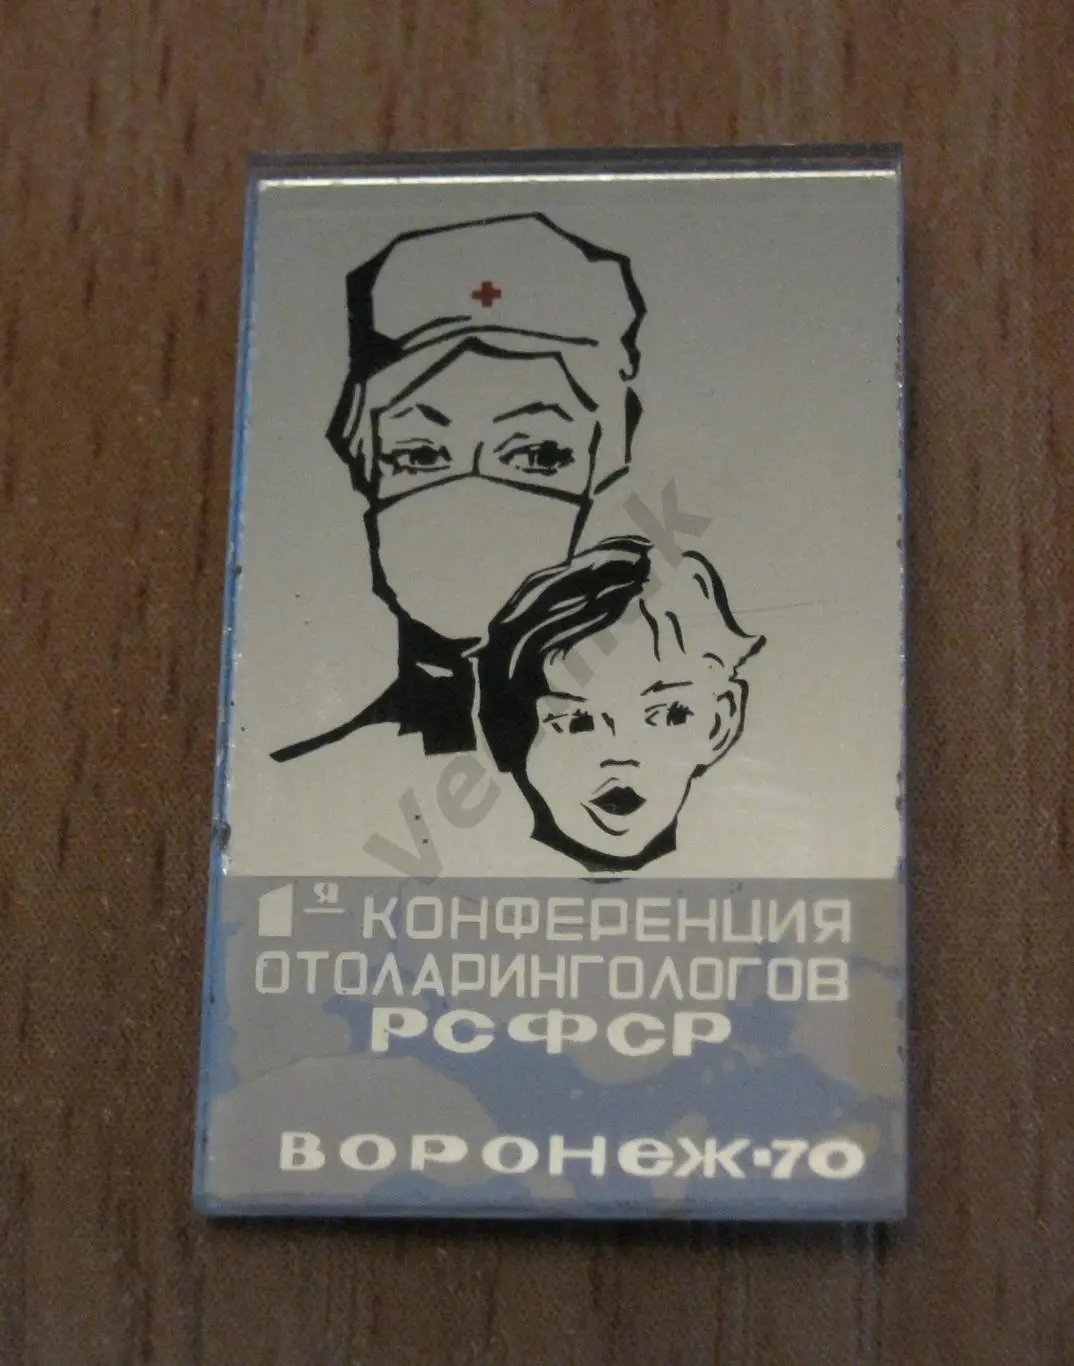 1я КОНФЕРЕНЦИЯ
ОТОЛАРИНГОЛОГОВ
РСФСР
ВОРОНЕЖ·70